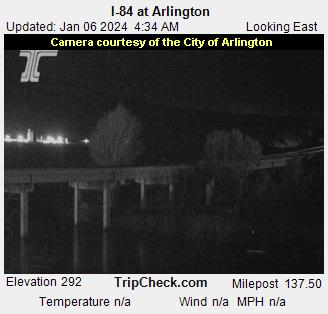 I-84 at Arlington
Updated: Jan 06 2024 4:34 AM Looking East
Camera courtesy of the City of Arlington
Elevation 292 TripCheck.com Milepost 137.50
Temperature n/a Wind n/a MPH n/a